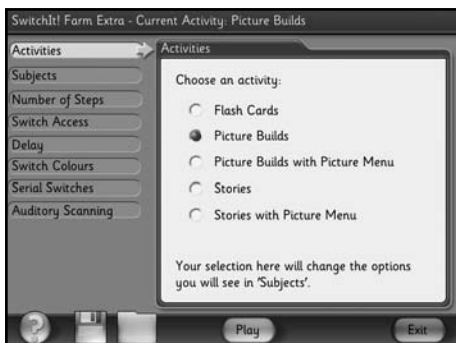 SwitchIt! Farm Extra - Current Activity: Picture Builds
Activities
Subjects
Number of Steps
Switch Access
Delay
Switch Colours
Serial Switches
Auditory Scanning
Activities
Choose an activity:
Flash Cards
Picture Builds
Picture Builds with Picture Menu
Stories
Stories with Picture Menu
Your selection here will change the options
you will see in 'Subjects'.
?
Play
Exit